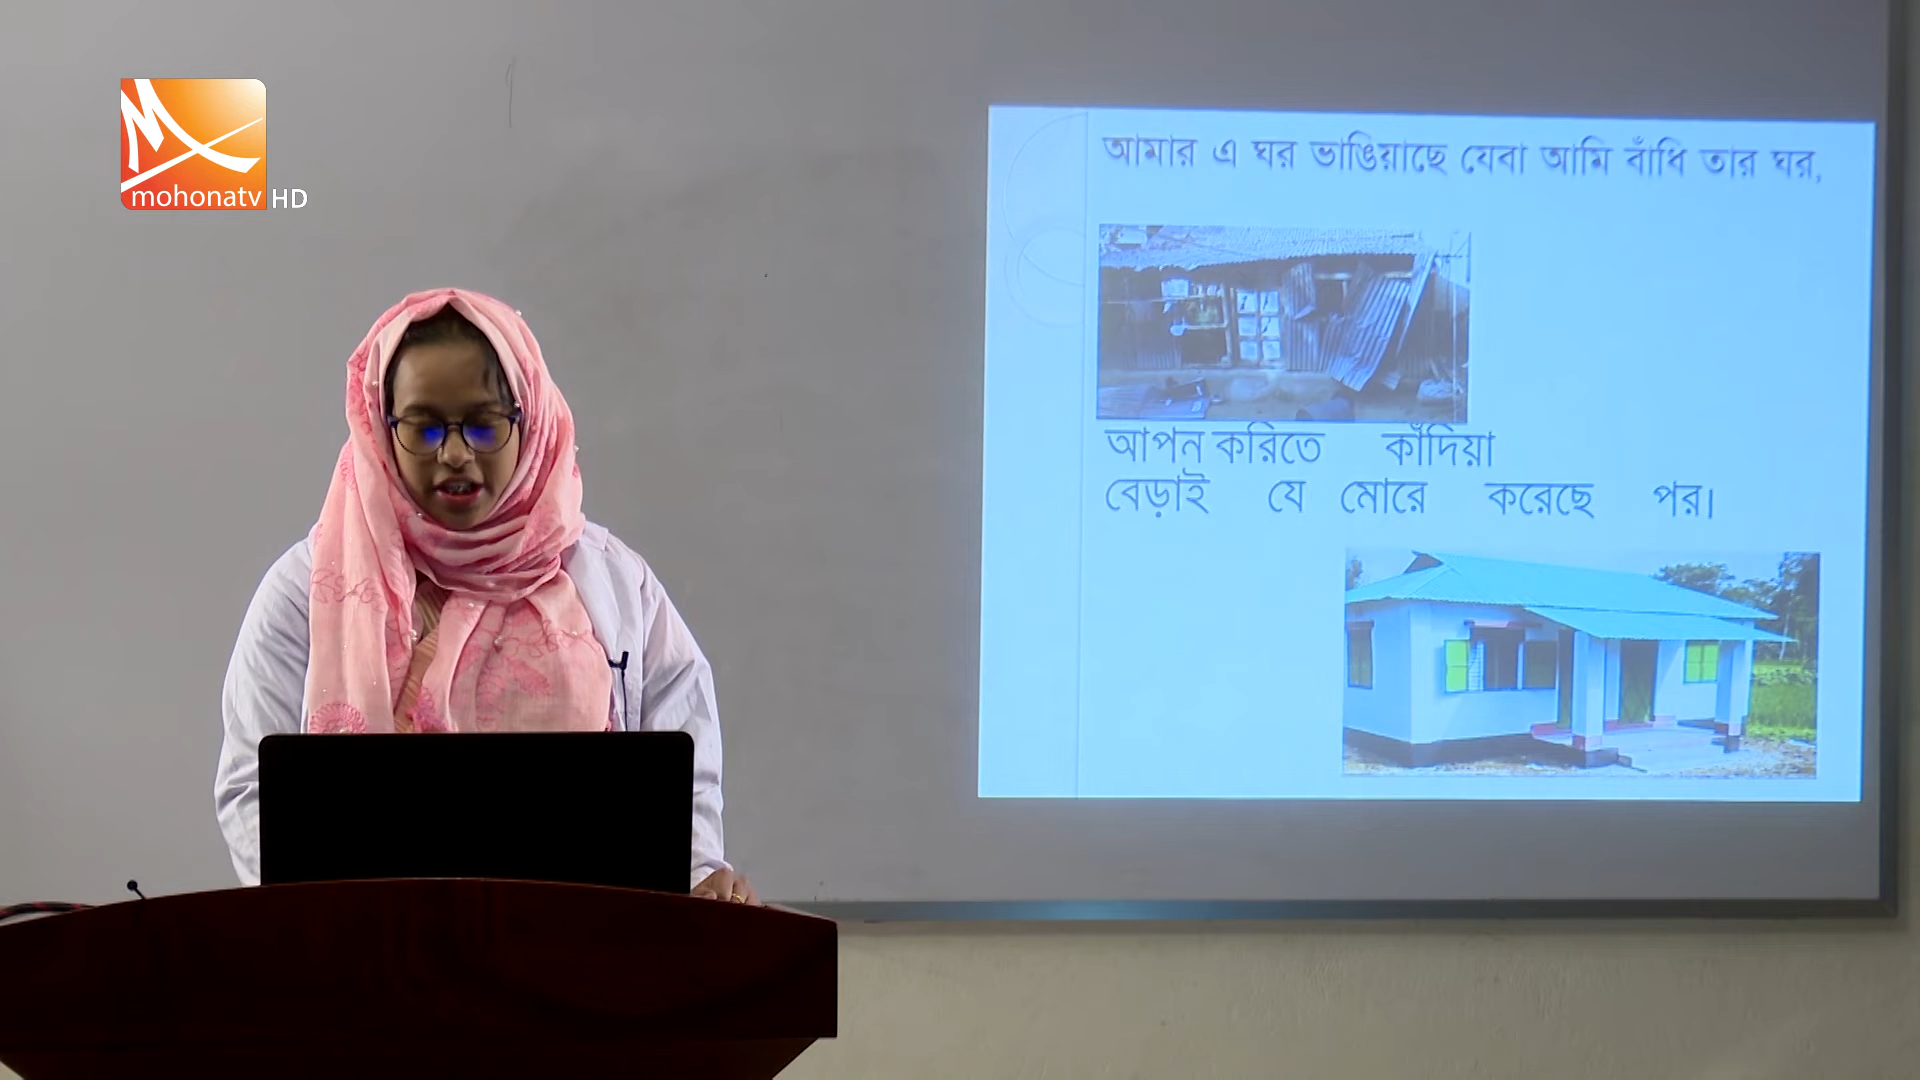 mohonatv HD
আমার এ ঘর ভাঙিয়াছে যেবা আমি বাঁধি তার ঘর,
আপন করিতে কাঁদিয়া
বেড়াই যে মোরে করেছে পর।